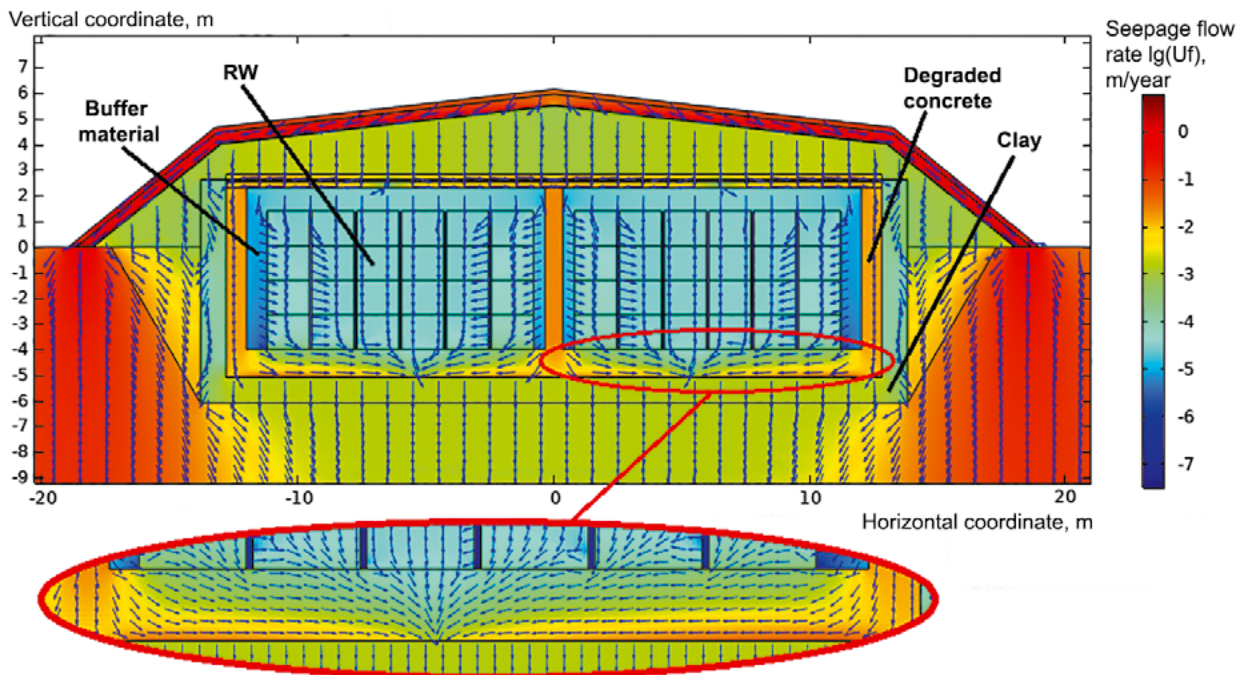 Vertical coordinate, m
Seepage flow
rate lg(Uf),
m/year
RW
Buffer
material
Degraded
concrete
Clay
7
6
5
4
3
2
1
0
-1
-2
-3
-4
-5
-6
-7
-8
-9
-20
-10
0
10
20
0
-1
-2
-3
-4
-5
-6
-7
Horizontal coordinate, m